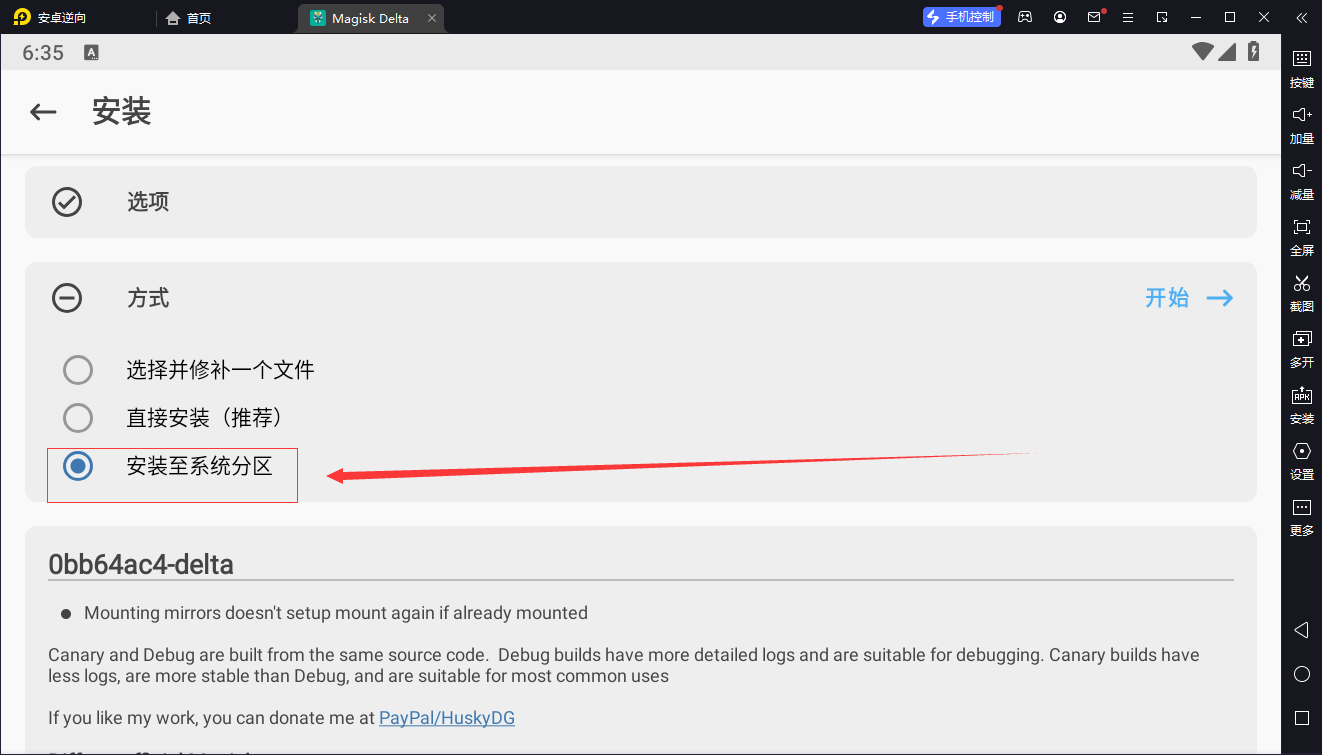 安卓逆向
首页
Magisk Delta
手机控制
6:35
A
安装
选项
方式
开始
选择并修补一个文件
直接安装（推荐）
安装至系统分区
0bb64ac4-delta
Mounting mirrors doesn't setup mount again if already mounted
Canary and Debug are built from the same source code.  Debug builds have more detailed logs and are suitable for debugging. Canary builds have
less logs, are more stable than Debug, and are suitable for most common uses
If you like my work, you can donate me at PayPal/HuskyDG
按键
加量
减量
全屏
截图
多开
APK
安装
设置
更多